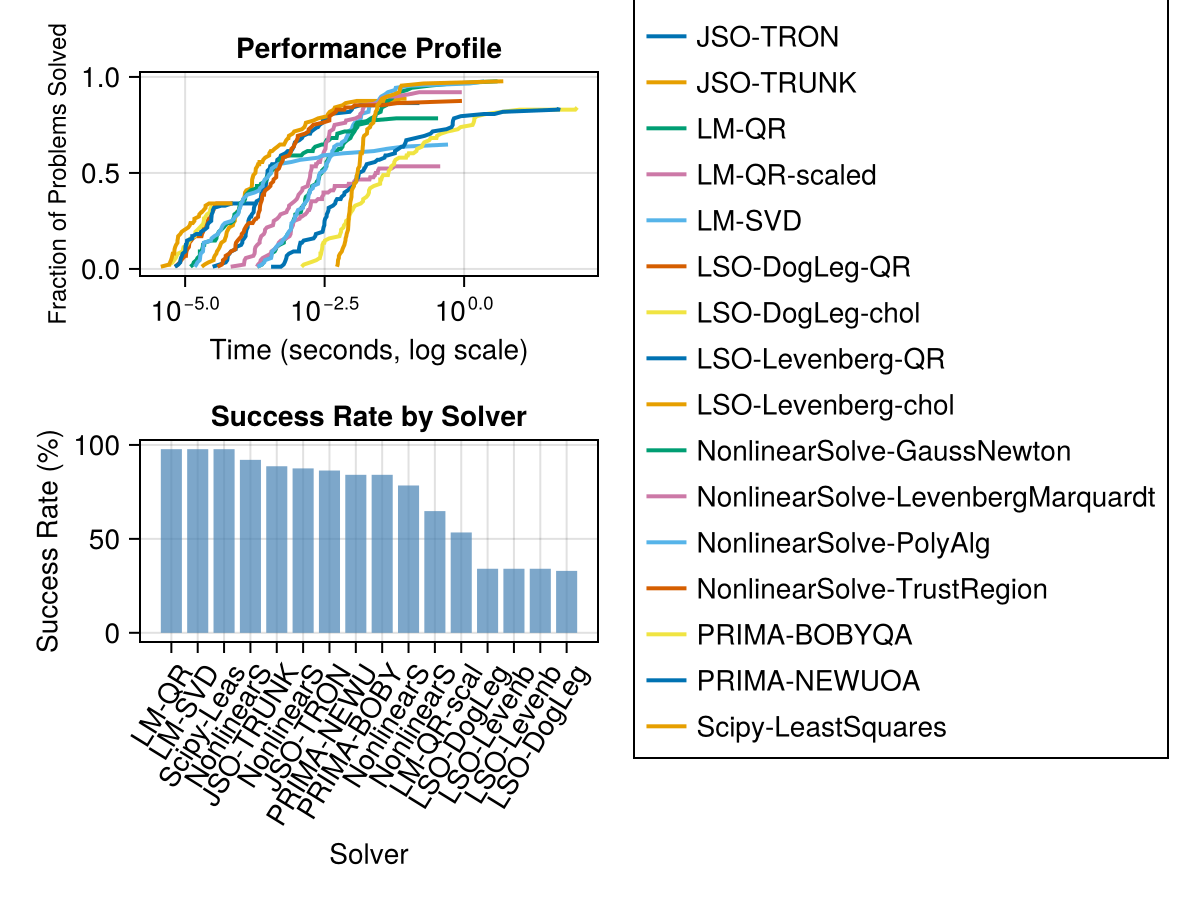 Performance Profile
Fraction of Problems Solved
1.0
0.5
0.0
10−5.0
10−2.5
100.0
Time (seconds, log scale)
Success Rate by Solver
Success Rate (%)
100
50
0
LM-QR
LM-SVD
Scipy-Leas
NonlinearS
JSO-TRUNK
NonlinearS
JSO-TRON
PRIMA-NEWU
PRIMA-BOBY
NonlinearS
NonlinearS
LM-QR-scal
LSO-DogLeg
LSO-Levenb
LSO-Levenb
LSO-DogLeg
Solver
JSO-TRON
JSO-TRUNK
LM-QR
LM-QR-scaled
LM-SVD
LSO-DogLeg-QR
LSO-DogLeg-chol
LSO-Levenberg-QR
LSO-Levenberg-chol
NonlinearSolve-GaussNewton
NonlinearSolve-LevenbergMarquardt
NonlinearSolve-PolyAlg
NonlinearSolve-TrustRegion
PRIMA-BOBYQA
PRIMA-NEWUOA
Scipy-LeastSquares